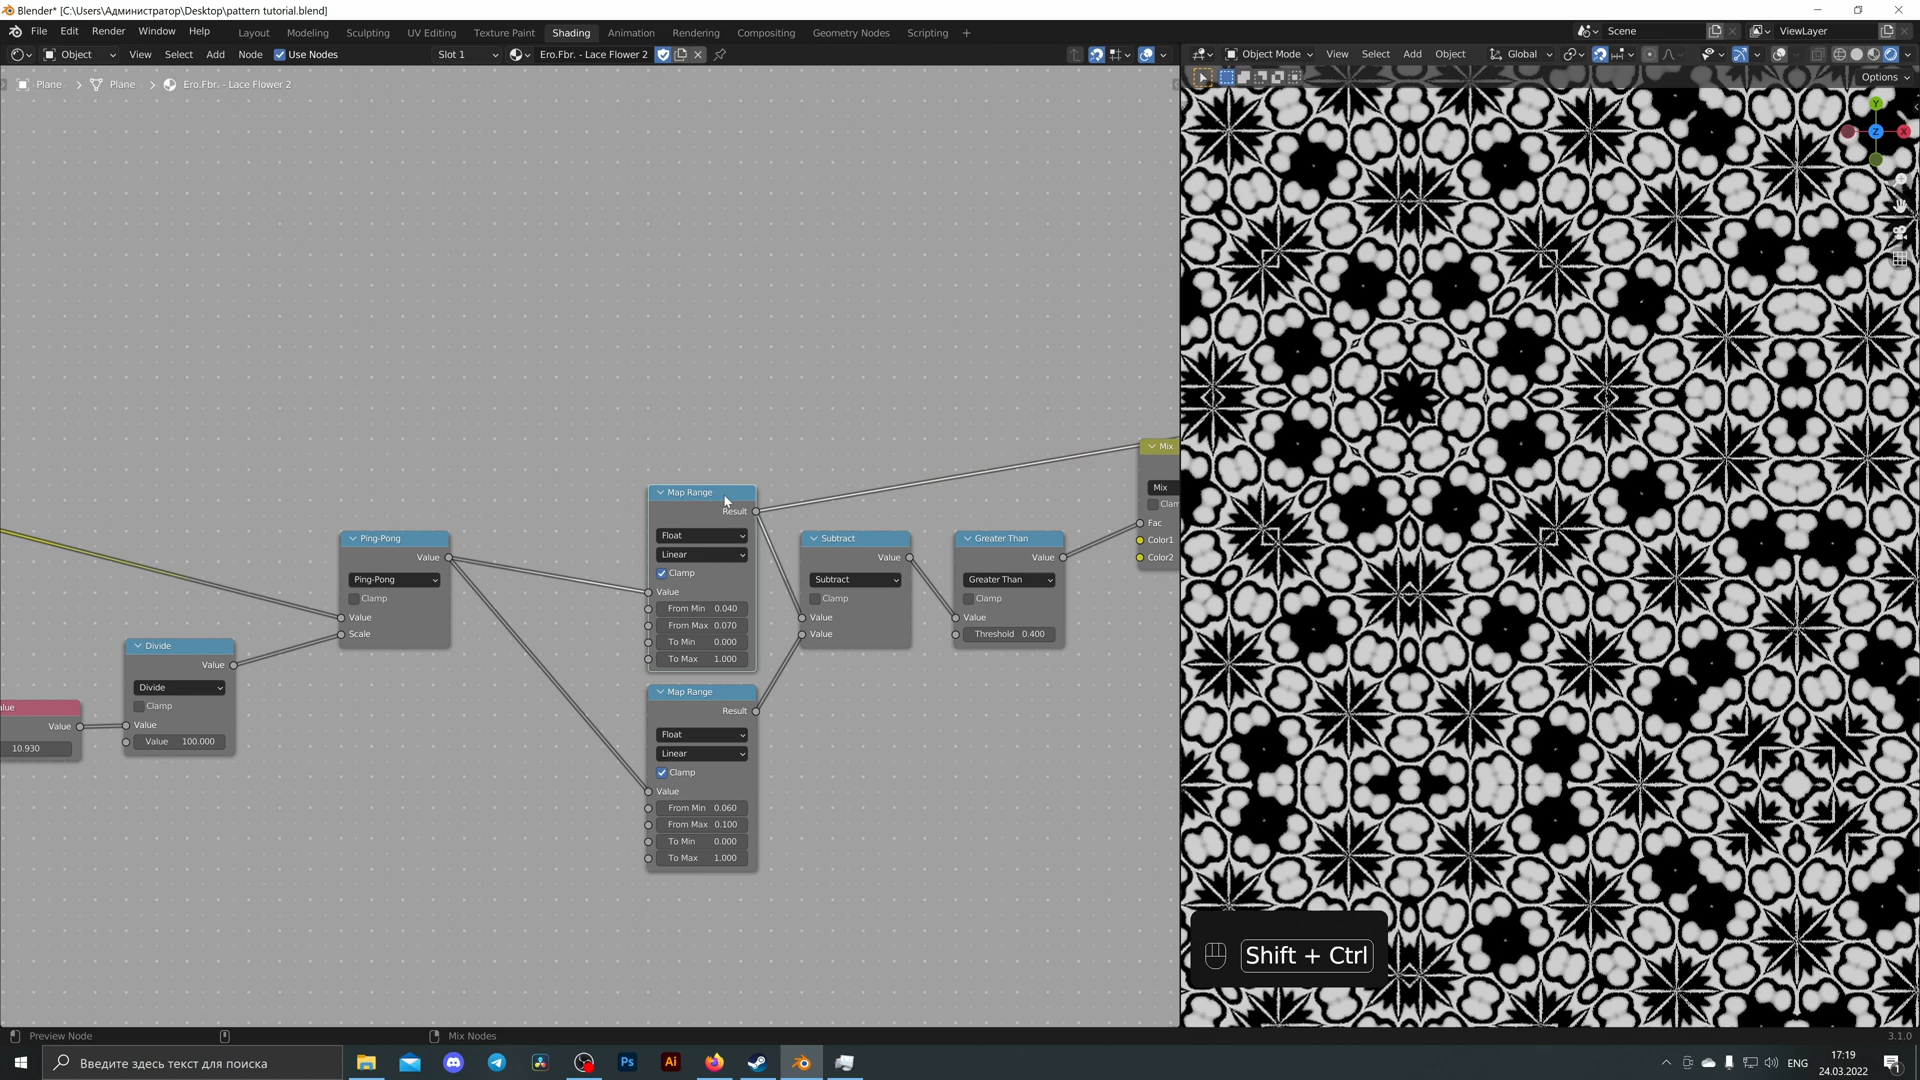 Blender* [C:\Users\Администратор\Desktop\pattern tutorial.blend]
File Edit Render Window Help Layout Modeling Sculpting UV Editing Texture Paint Shading Animation Rendering Compositing Geometry Nodes Scripting + Scene ViewLayer
Object View Select Add Node Use Nodes Slot 1 Ero.Fbr. - Lace Flower 2 Object Mode View Select Add Object Global
Options
Plane > Plane > Ero.Fbr. - Lace Flower 2
Y
X
Z
Mix
Mix
Clam
Fac
Color1
Color2
Map Range
Result
Float
Linear
Clamp
Value
From Min 0.040
From Max 0.070
To Min 0.000
To Max 1.000
Ping-Pong
Value
Ping-Pong
Clamp
Value
Scale
Subtract
Value
Subtract
Clamp
Value
Value
Greater Than
Value
Greater Than
Clamp
Value
Threshold 0.400
Divide
Value
Divide
Clamp
Value
Value 100.000
alue
Value
10.930
Map Range
Result
Float
Linear
Clamp
Value
From Min 0.060
From Max 0.100
To Min 0.000
To Max 1.000
Shift + Ctrl
Preview Node Mix Nodes 3.1.0
Введите здесь текст для поиска
Ps Ai
ENG
17:19
24.03.2022
1